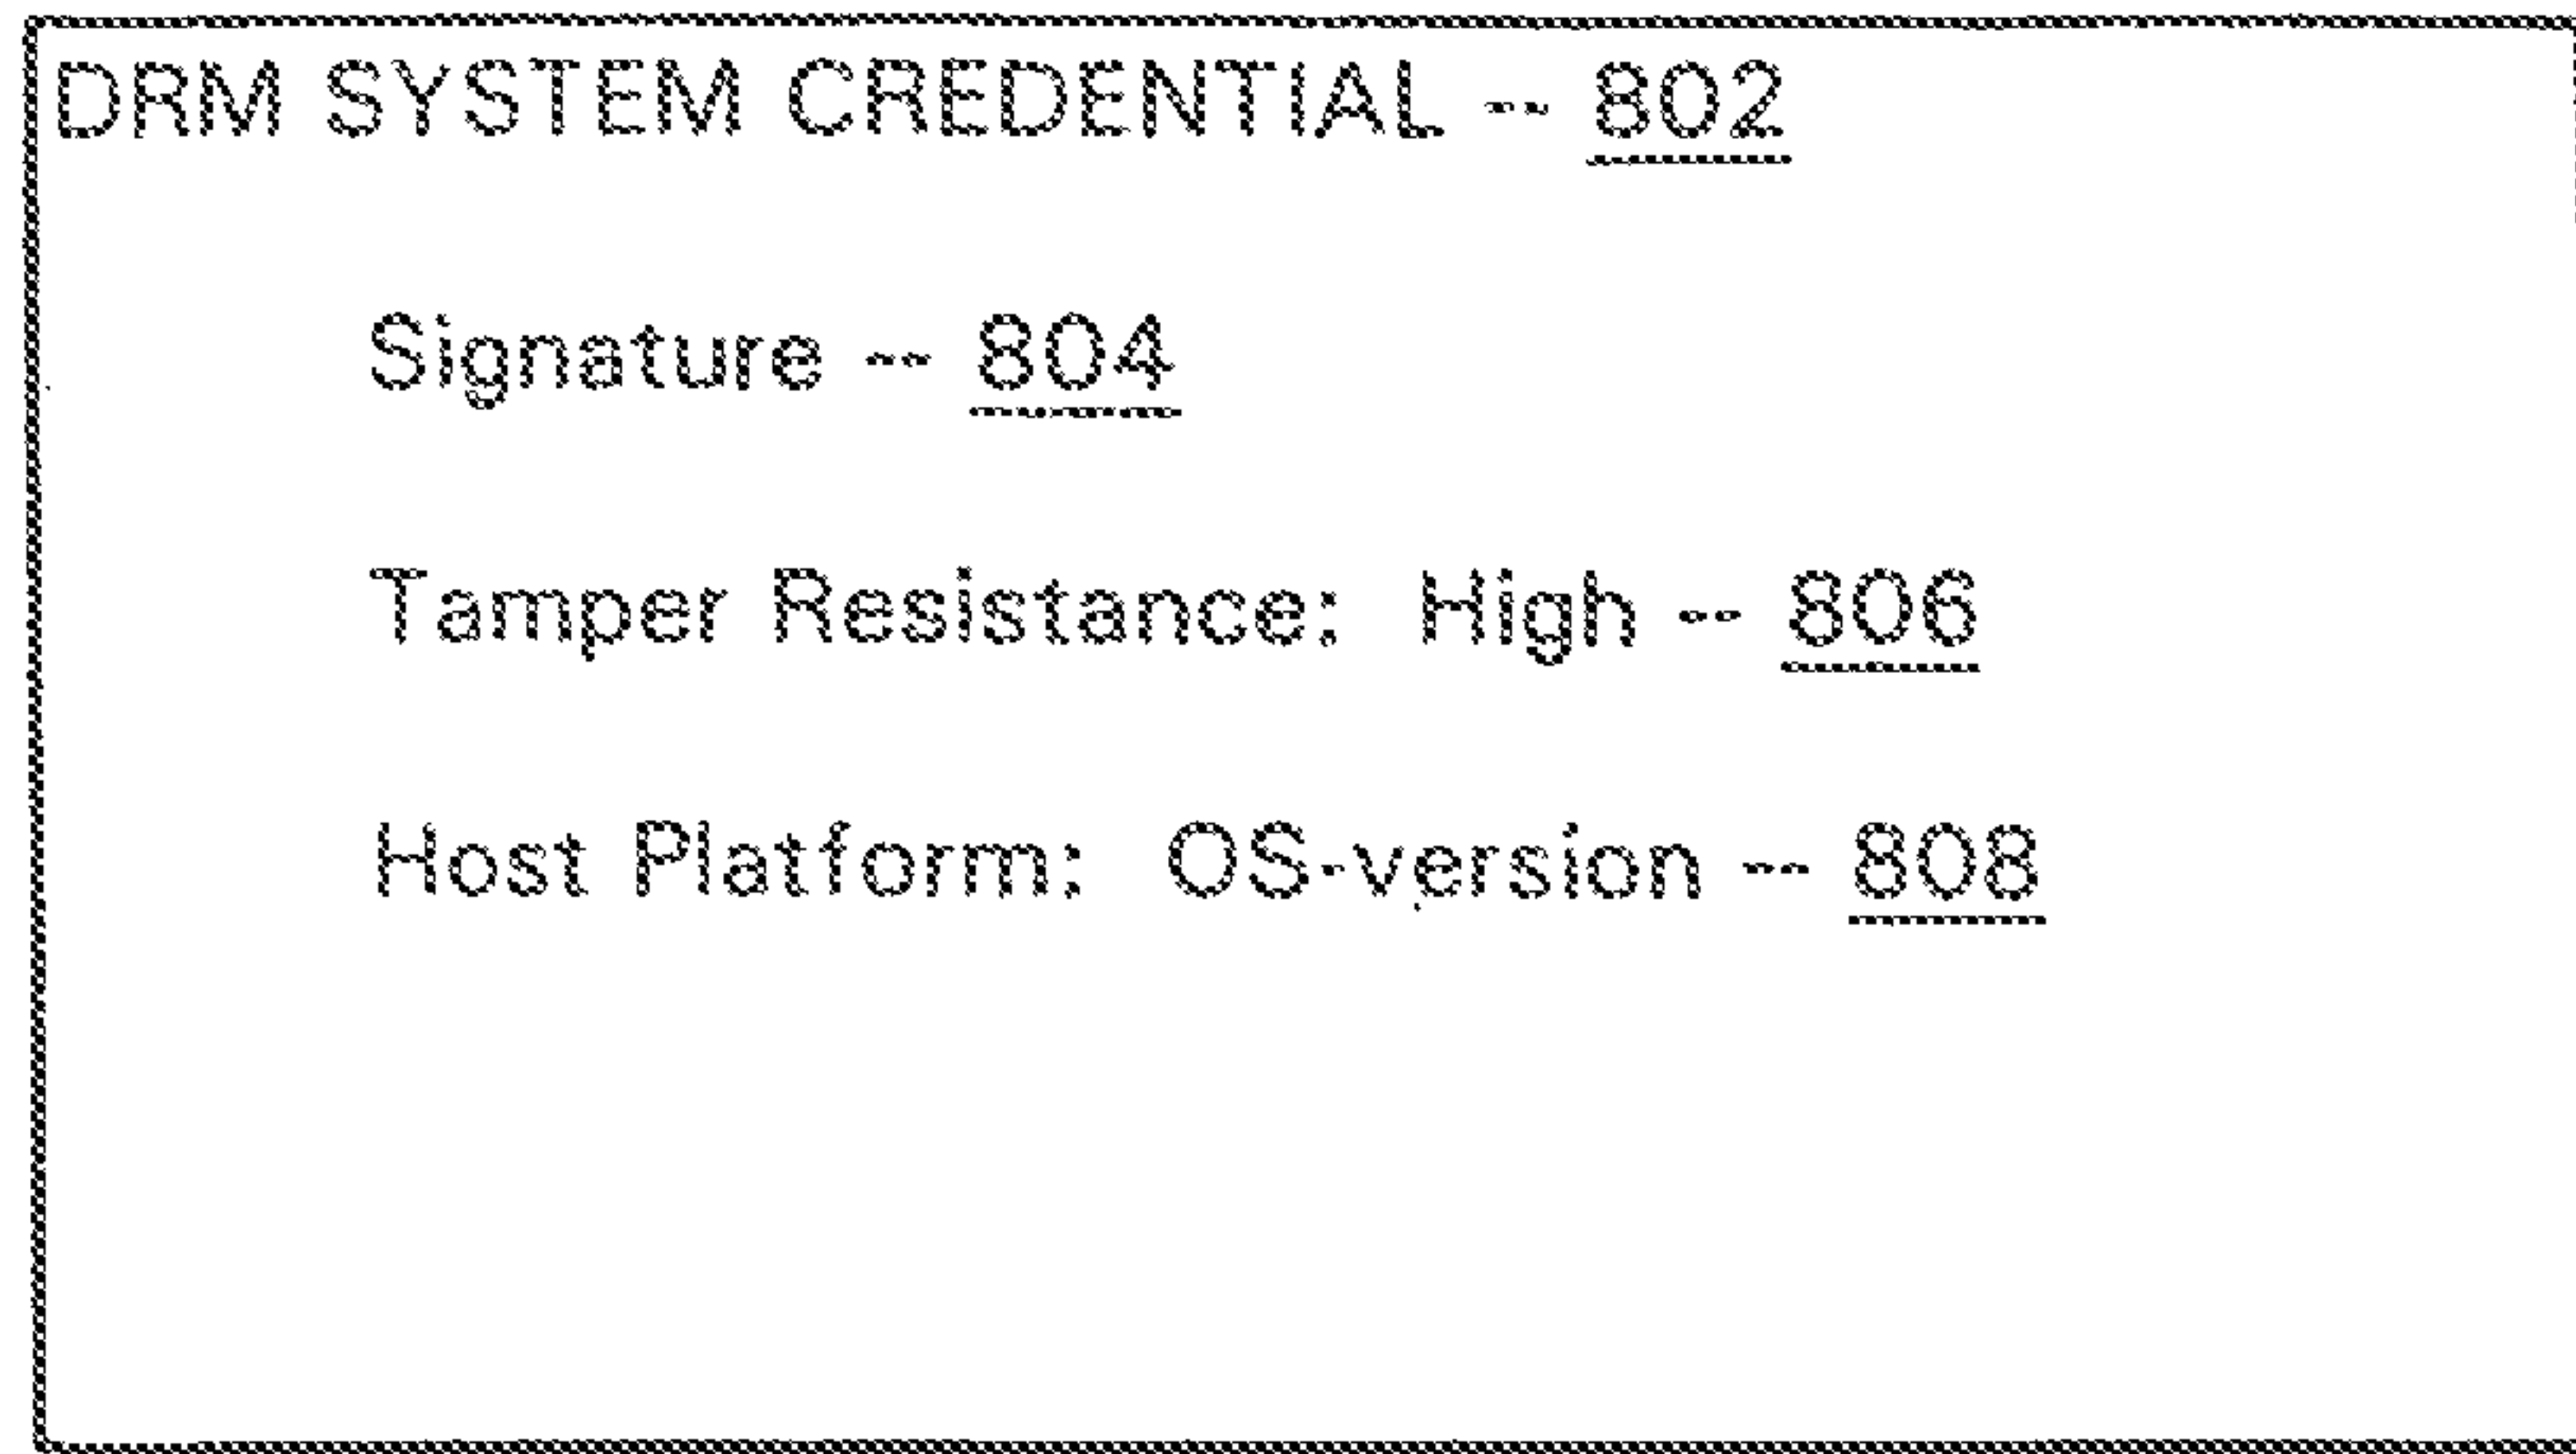 DRM SYSTEM CREDENTIAL -- 802
Signature -- 804
Tamper Resistance: High -- 806
Host Platform: OS-version -- 808